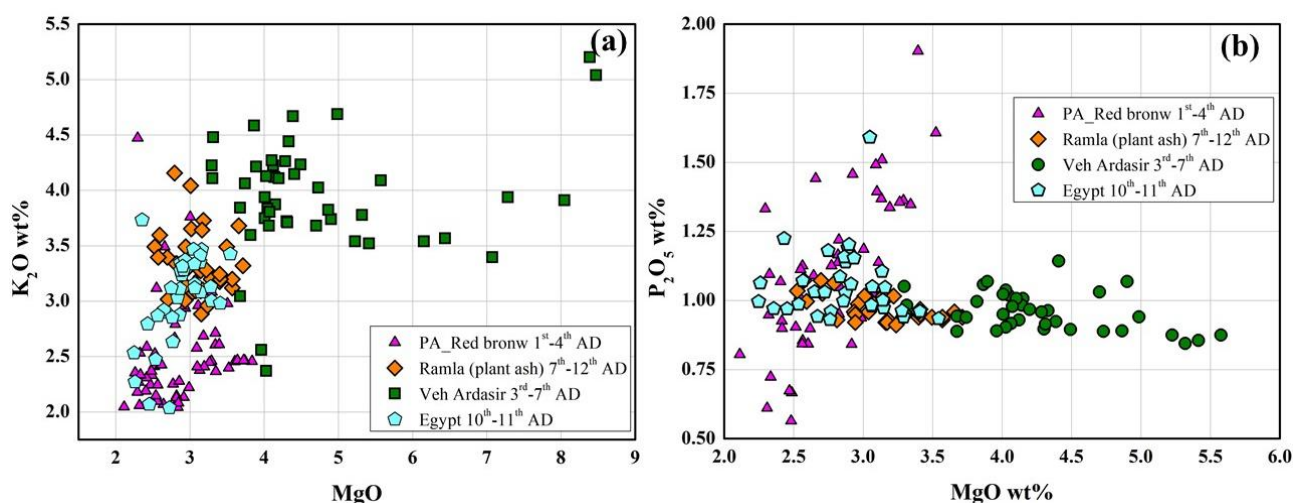 (a)
5.5
5.0
4.5
4.0
3.5
3.0
2.5
2.0
K₂O wt%
PA_Red bronw 1ˢᵗ-4ᵗʰ AD
Ramla (plant ash) 7ᵗʰ-12ᵗʰ AD
Veh Ardasir 3ʳᵈ-7ᵗʰ AD
Egypt 10ᵗʰ-11ᵗʰ AD
2 3 4 5 6 7 8 9
MgO
(b)
2.00
1.75
1.50
1.25
1.00
0.75
0.50
P₂O₅ wt%
PA_Red bronw 1ˢᵗ-4ᵗʰ AD
Ramla (plant ash) 7ᵗʰ-12ᵗʰ AD
Veh Ardasir 3ʳᵈ-7ᵗʰ AD
Egypt 10ᵗʰ-11ᵗʰ AD
2.0 2.5 3.0 3.5 4.0 4.5 5.0 5.5 6.0
MgO wt%